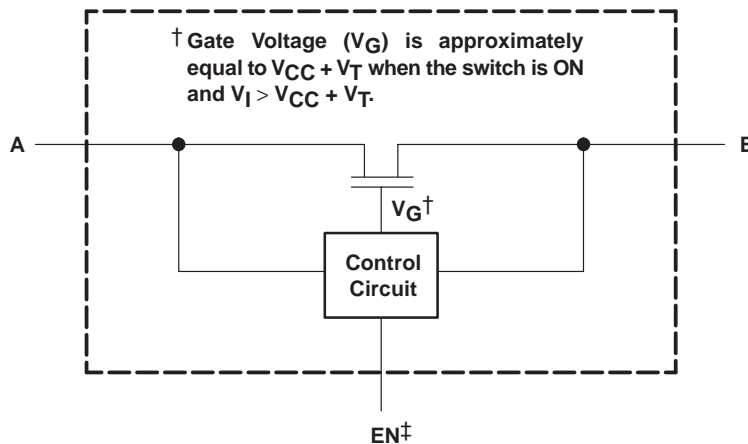 † Gate Voltage (VG) is approximately
equal to VCC + VT when the switch is ON
and VI > VCC + VT.
A
VG†
Control
Circuit
EN‡